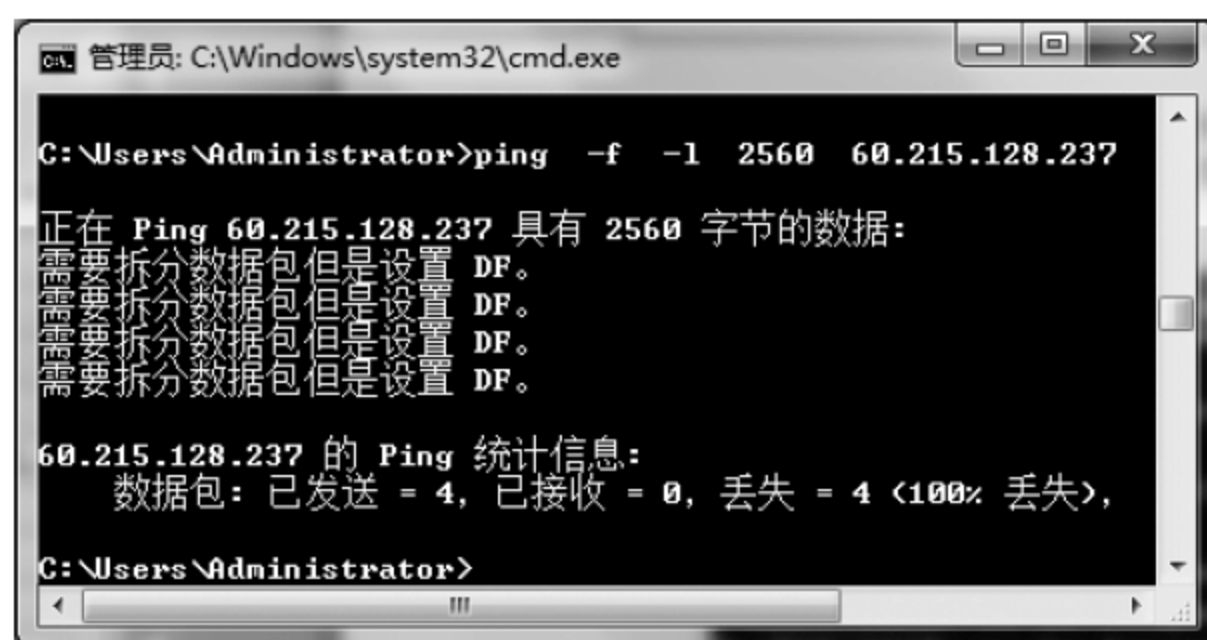 管理员: C:\Windows\system32\cmd.exe
C:\Users\Administrator>ping -f -l 2560 60.215.128.237
正在 Ping 60.215.128.237 具有 2560 字节的数据:
需要拆分数据包但是设置 DF。
需要拆分数据包但是设置 DF。
需要拆分数据包但是设置 DF。
需要拆分数据包但是设置 DF。
60.215.128.237 的 Ping 统计信息:
数据包: 已发送 = 4, 已接收 = 0, 丢失 = 4 (100% 丢失),
C:\Users\Administrator>